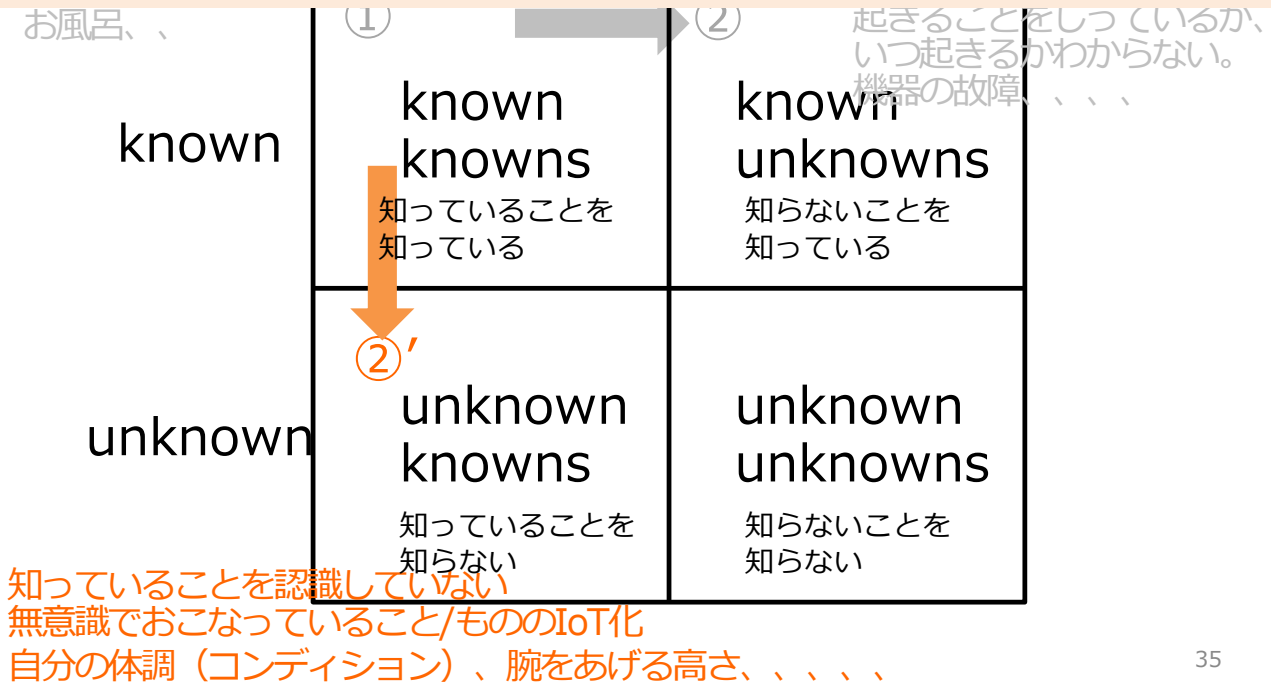 お風呂、、
①
②
起きることをしっているが、
いつ起きるかわからない。
機器の故障、、、、
known
known
knowns
知っていることを
知っている
known
unknowns
知らないことを
知っている
unknown
②′
unknown
knowns
知っていることを
知らない
unknown
unknowns
知らないことを
知らない
知っていることを認識していない
無意識でおこなっていること/もののIoT化
自分の体調（コンディション）、腕をあげる高さ、、、、、
35